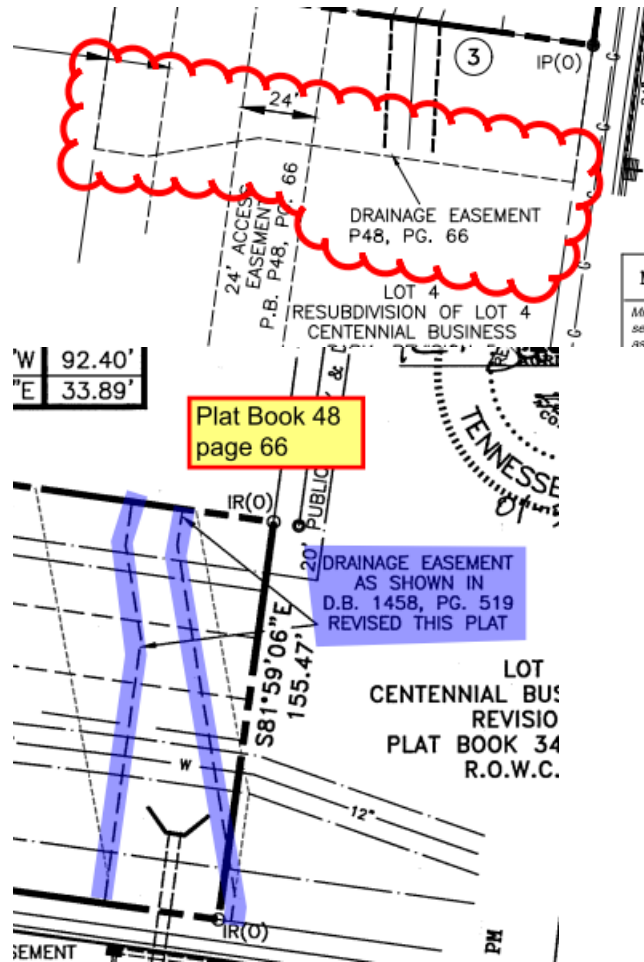 3
IP(O)
G
24'
G
G
DRAINAGE EASEMENT
P48, PG. 66
24' ACCESS
EASEMENT
P.B. P48, PG. 66
G
LOT 4
RESUBDIVISION OF LOT 4
CENTENNIAL BUSINESS
G
'W 92.40'
"E 33.89'
Plat Book 48
page 66
TENNESSE
IR(O)
20' PUBLIC
DRAINAGE EASEMENT
AS SHOWN IN
D.B. 1458, PG. 519
REVISED THIS PLAT
S81°59'06"E
155.47'
LOT
CENTENNIAL BUS
REVISIO
PLAT BOOK 34
R.O.W.C.
W
12"
IR(O)
PM
SEMENT